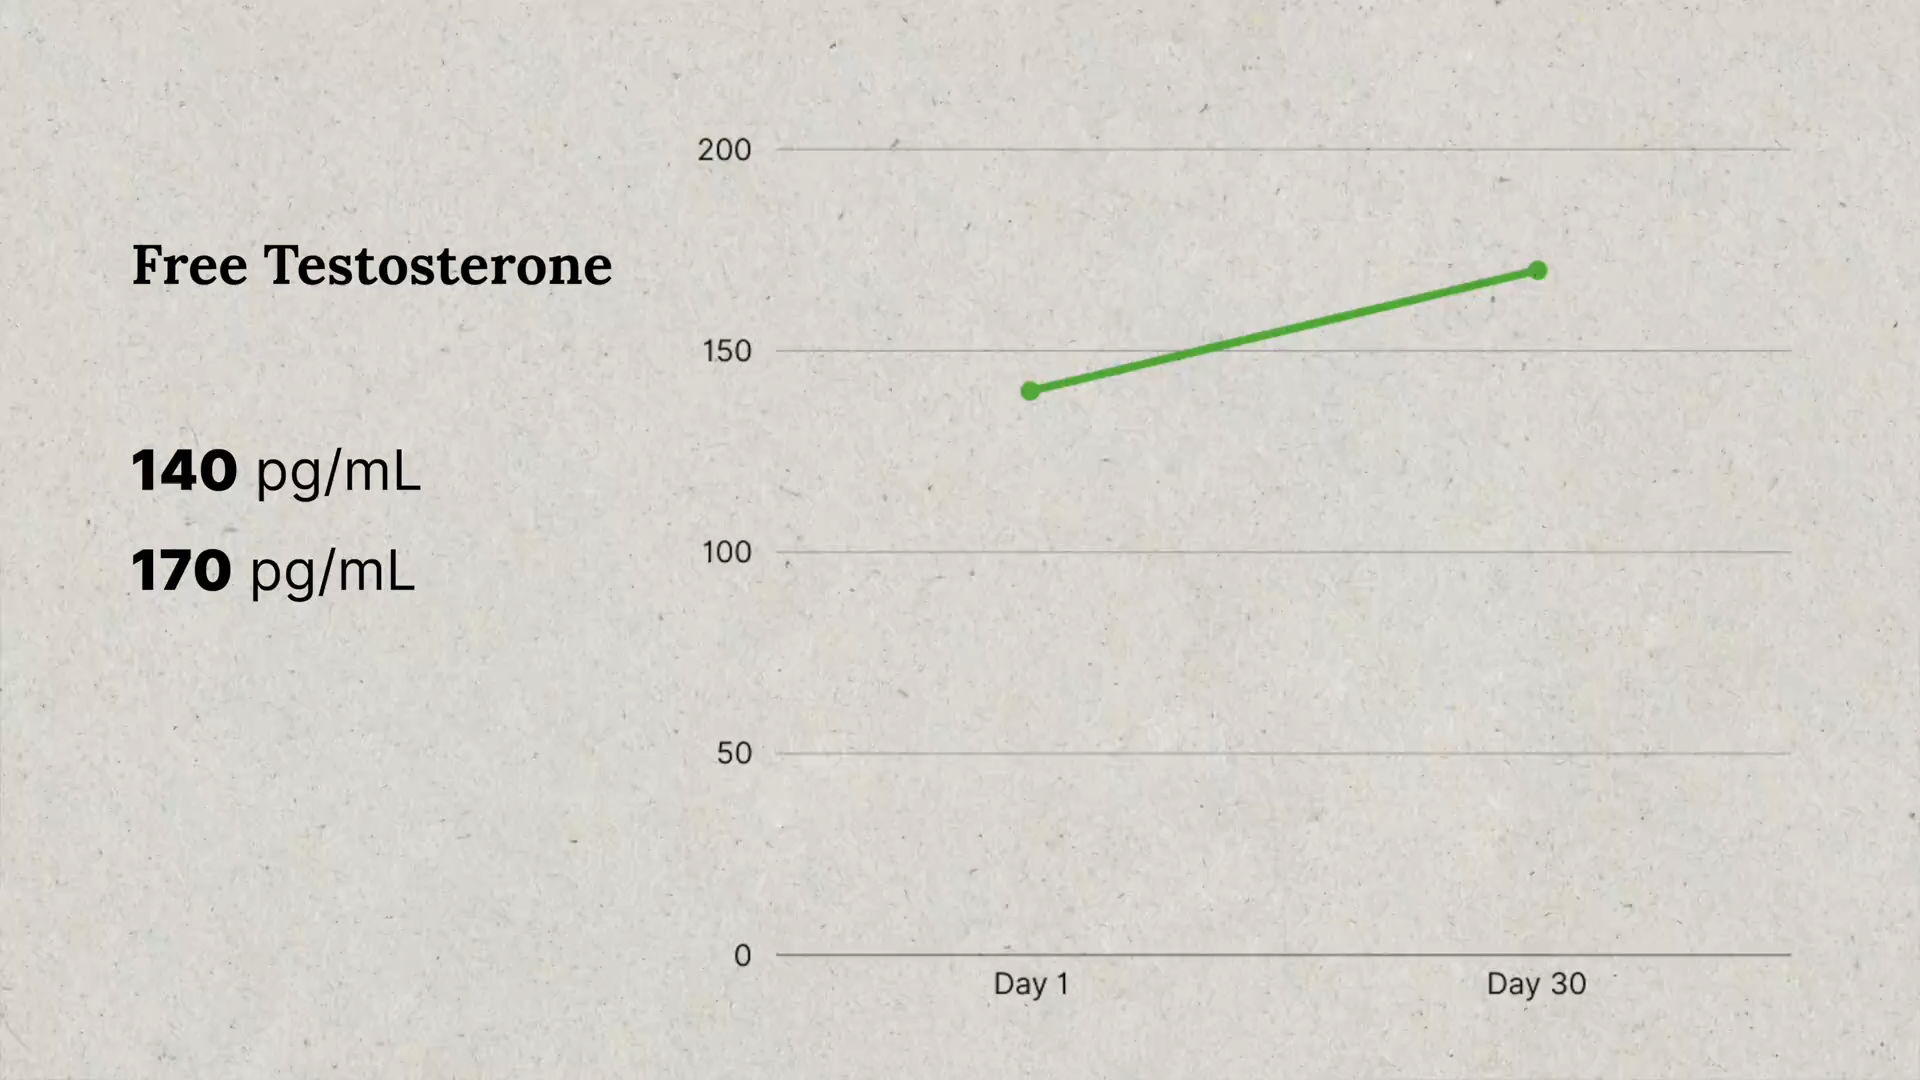 Free Testosterone
140 pg/mL
170 pg/mL
200
150
100
50
0
Day 1
Day 30